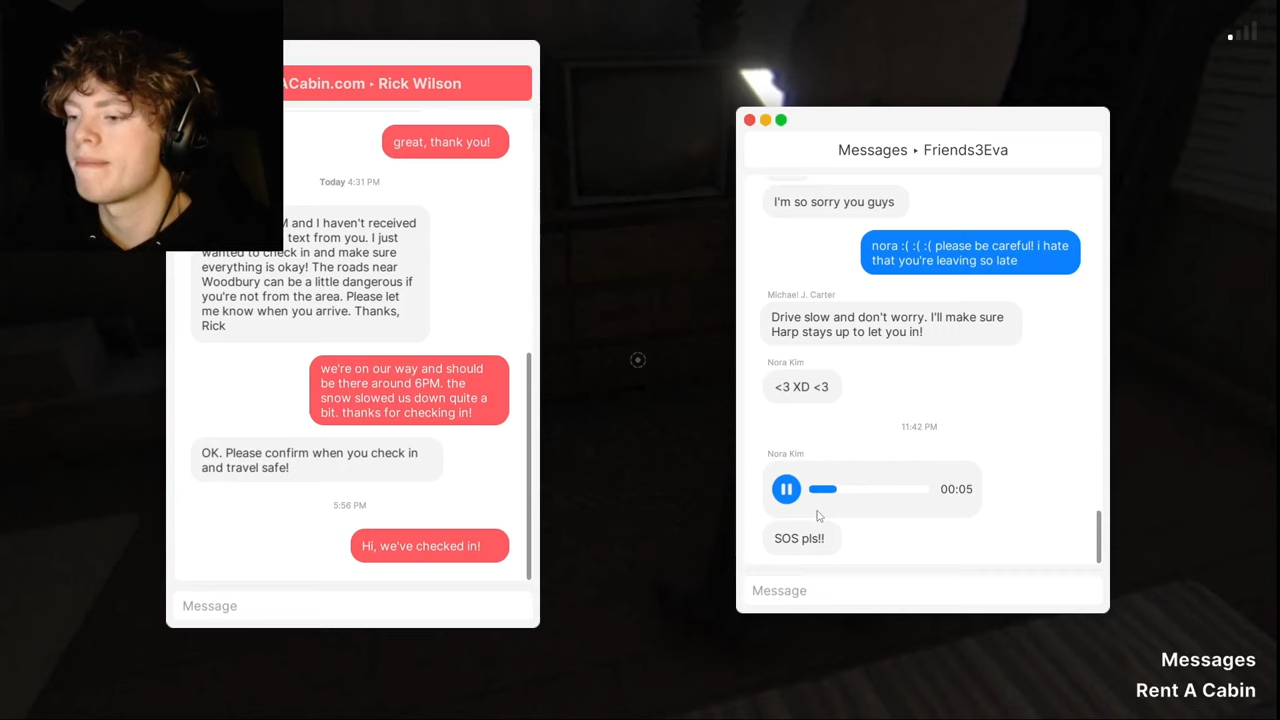 ACabin.com ▸ Rick Wilson
great, thank you!
Today 4:31 PM
and I haven't received
text from you. I just
wanted to check in and make sure
everything is okay! The roads near
Woodbury can be a little dangerous if
you're not from the area. Please let
me know when you arrive. Thanks,
Rick
we're on our way and should
be there around 6PM. the
snow slowed us down quite a
bit. thanks for checking in!
OK. Please confirm when you check in
and travel safe!
5:56 PM
Hi, we've checked in!
Message
Messages ▸ Friends3Eva
I'm so sorry you guys
nora :( :( :( please be careful! i hate
that you're leaving so late
Michael J. Carter
Drive slow and don't worry. I'll make sure
Harp stays up to let you in!
Nora Kim
<3 XD <3
11:42 PM
Nora Kim
00:05
SOS pls!!
Message
Messages
Rent A Cabin